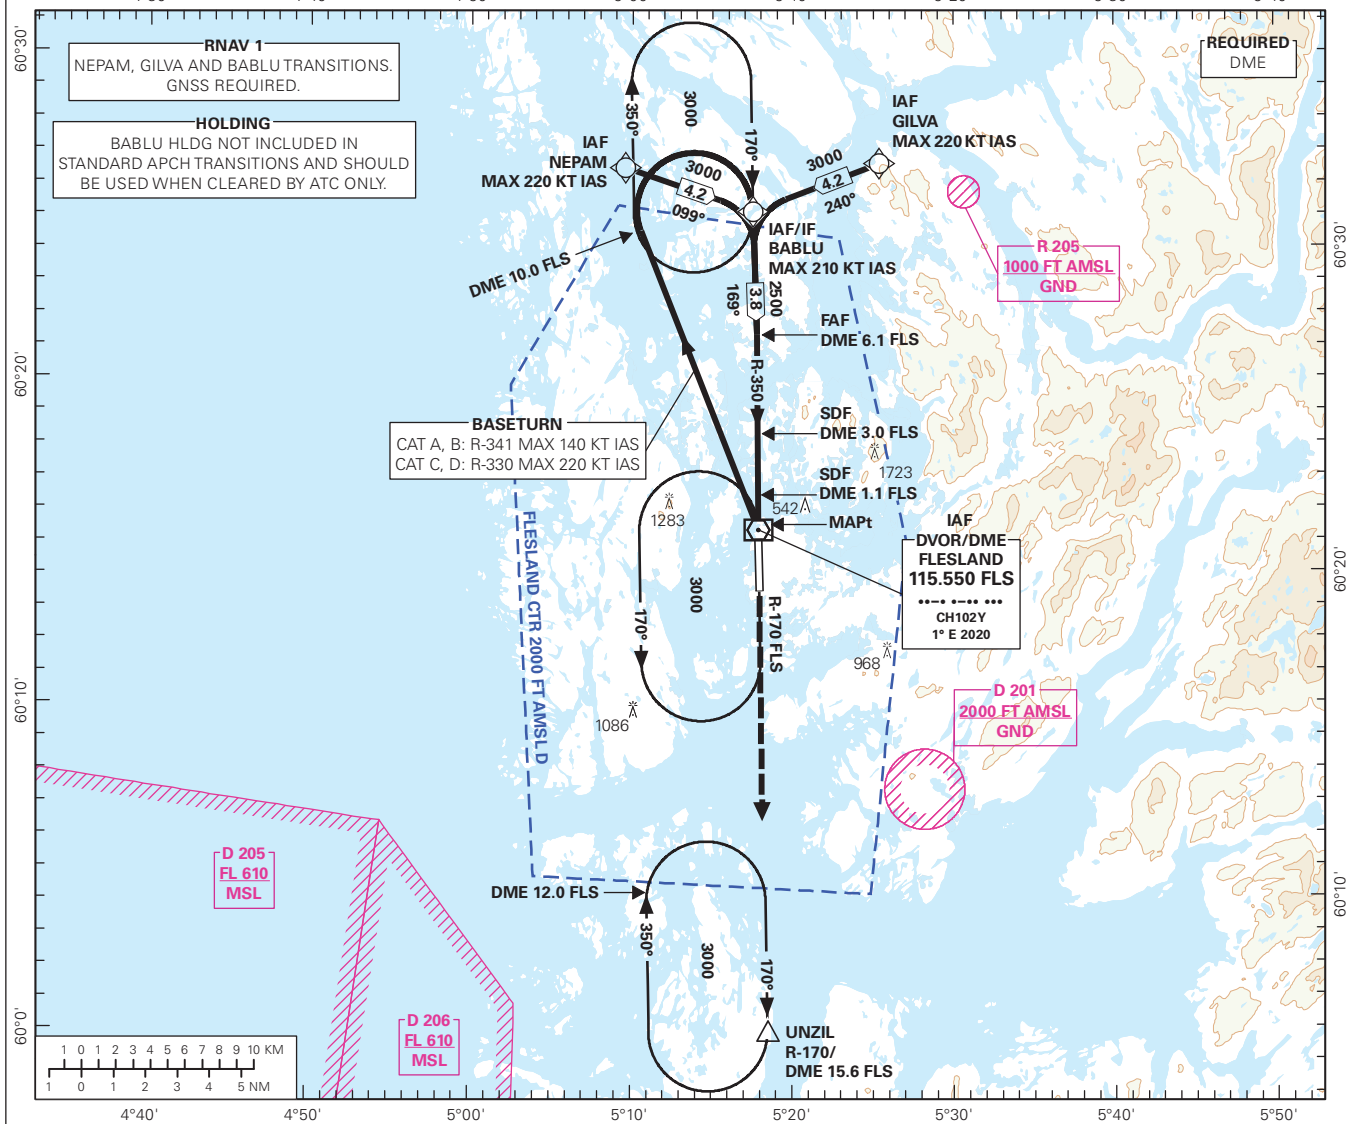 RNAV 1
NEPAM, GILVA AND BABLU TRANSITIONS.
GNSS REQUIRED.
HOLDING
BABLU HLDG NOT INCLUDED IN
STANDARD APCH TRANSITIONS AND SHOULD
BE USED WHEN CLEARED BY ATC ONLY.
REQUIRED
DME
60°30'
350°
3000
170°
IAF
NEPAM
MAX 220 KT IAS
IAF
GILVA
MAX 220 KT IAS
3000
4.2
099°
3000
4.2
240°
60°30'
R 205
1000 FT AMSL
GND
IAF/IF
BABLU
MAX 210 KT IAS
DME 10.0 FLS
3.8
2500
169°
FAF
DME 6.1 FLS
60°20'
R-350
BASETURN
CAT A, B: R-341 MAX 140 KT IAS
CAT C, D: R-330 MAX 220 KT IAS
SDF
DME 3.0 FLS
1723
SDF
DME 1.1 FLS
542
MAPt
1283
IAF
DVOR/DME
FLESLAND
115.550 FLS
CH102Y
1° E 2020
60°20'
FLESLAND CTR 2000 FT AMSL D
3000
170°
R-170 FLS
968
60°10'
1086
D 201
2000 FT AMSL
GND
D 205
FL 610
MSL
DME 12.0 FLS
60°10'
350°
3000
170°
D 206
FL 610
MSL
UNZIL
R-170/
DME 15.6 FLS
60°0'
1 0 1 2 3 4 5 6 7 8 9 10 KM
1 0 1 2 3 4 5 NM
4°40' 4°50' 5°00' 5°10' 5°20' 5°30' 5°40' 5°50'